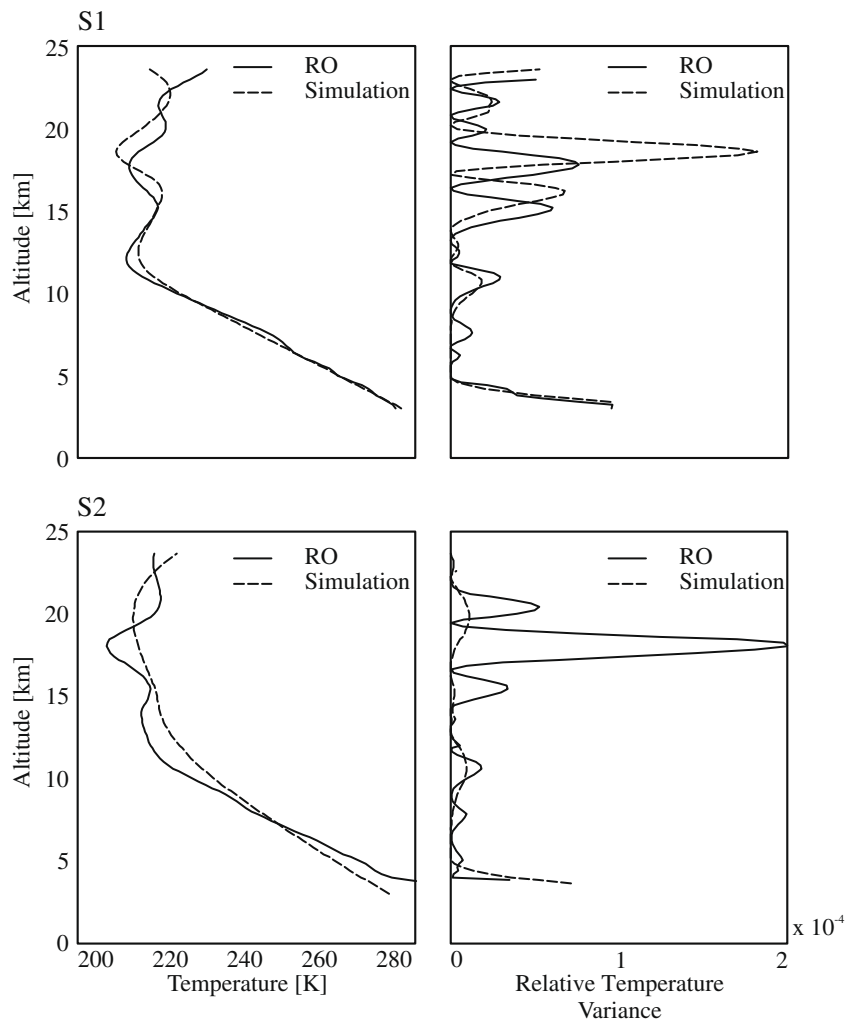 S1
25
20
15
10
5
0
Altitude [km]
RO
Simulation
RO
Simulation
S2
25
20
15
10
5
0
Altitude [km]
RO
Simulation
RO
Simulation
200 220 240 260 280
Temperature [K]
0 1 2
x 10⁻⁴
Relative Temperature
Variance